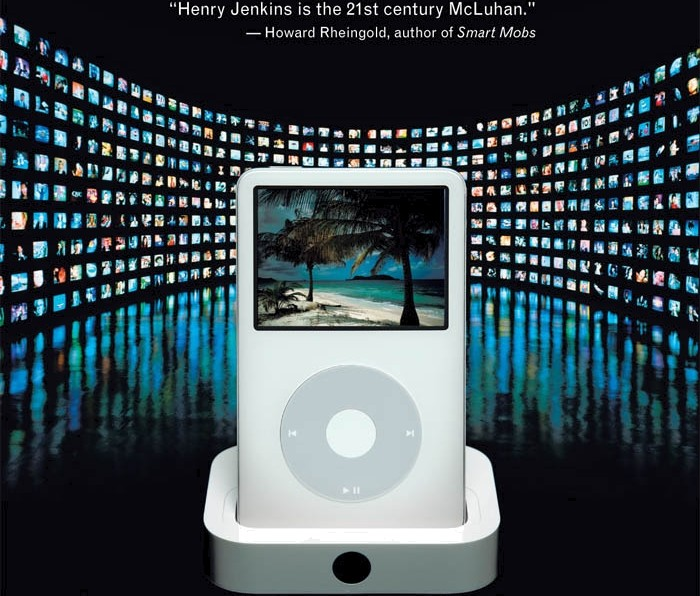 “Henry Jenkins is the 21st century McLuhan."
— Howard Rheingold, author of Smart Mobs